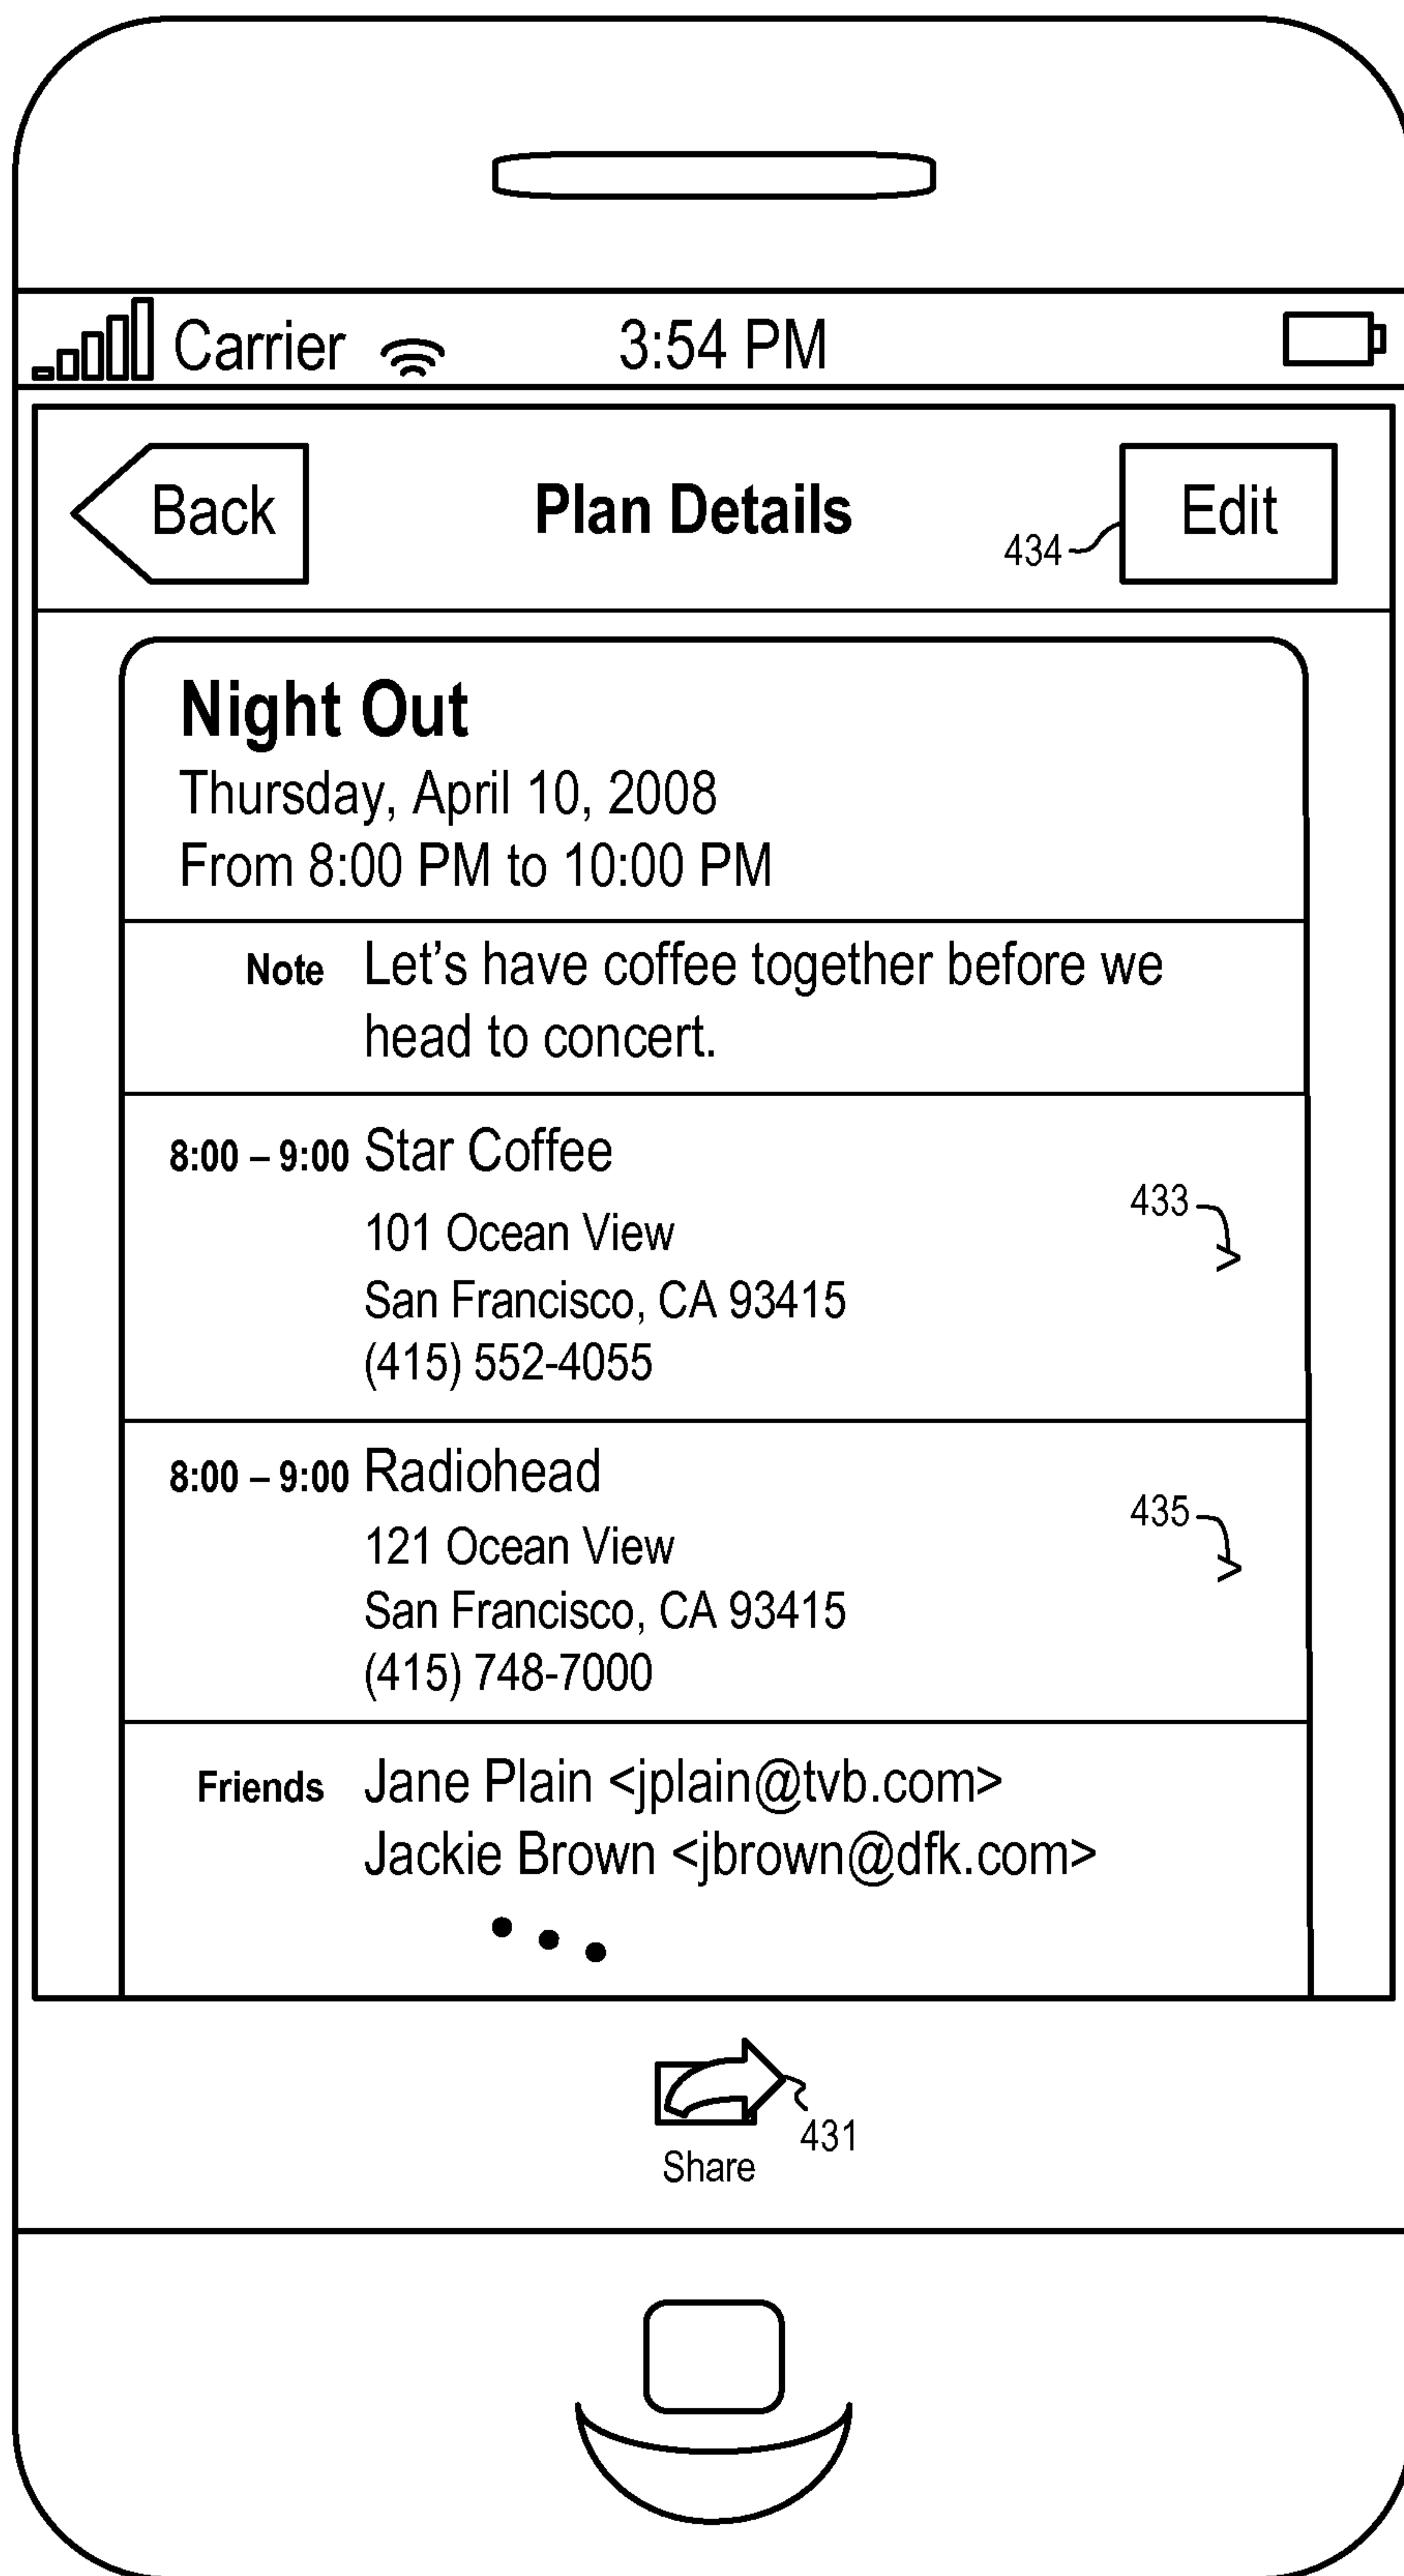 Carrier 3:54 PM
Back Plan Details Edit
434
Night Out
Thursday, April 10, 2008
From 8:00 PM to 10:00 PM
Note Let’s have coffee together before we
head to concert.
8:00 – 9:00 Star Coffee
433
101 Ocean View
San Francisco, CA 93415
(415) 552-4055
8:00 – 9:00 Radiohead
435
121 Ocean View
San Francisco, CA 93415
(415) 748-7000
Friends Jane Plain <jplain@tvb.com>
Jackie Brown <jbrown@dfk.com>
431
Share